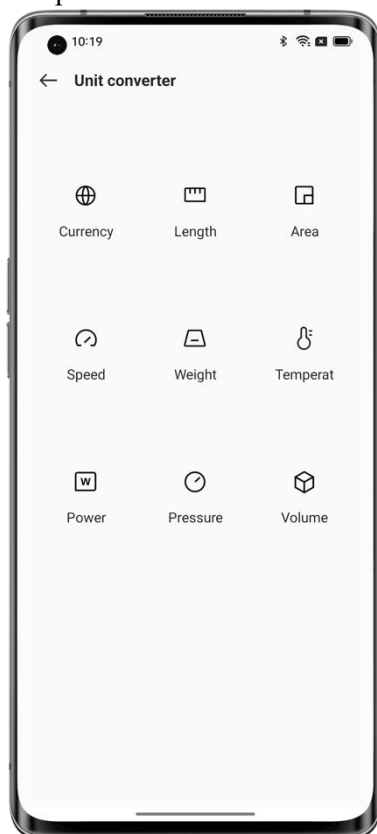 10:19
Unit converter
Currency Length Area
Speed Weight Temperat
W
Power Pressure Volume